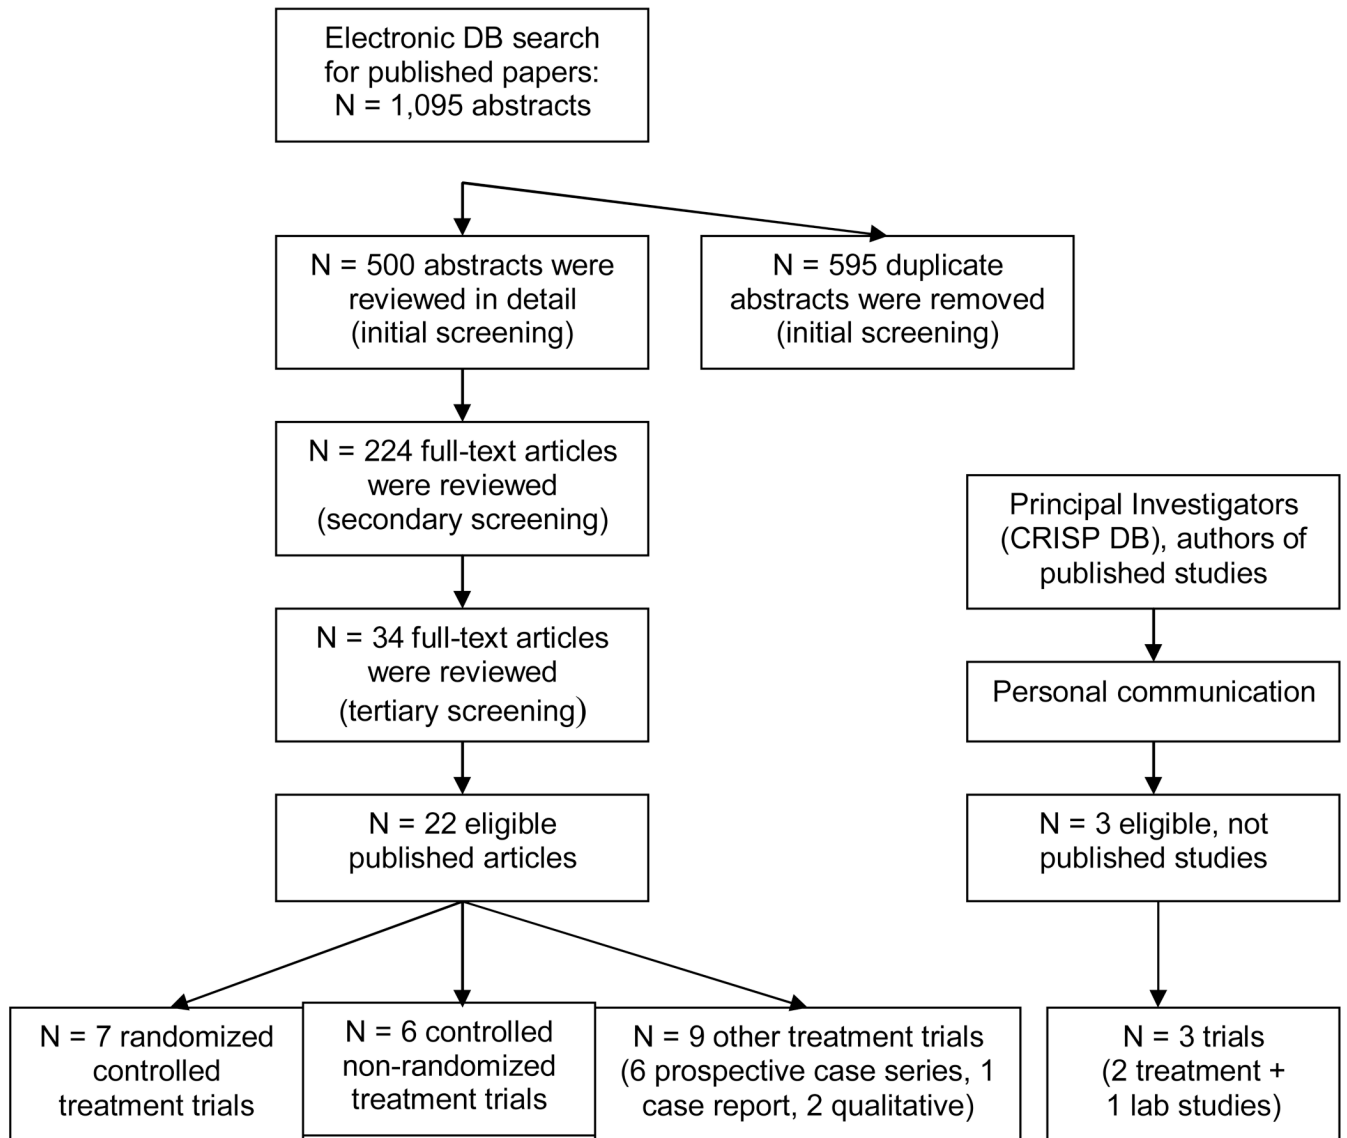 Electronic DB search
for published papers:
N = 1,095 abstracts
N = 500 abstracts were
reviewed in detail
(initial screening)
N = 595 duplicate
abstracts were removed
(initial screening)
N = 224 full-text articles
were reviewed
(secondary screening)
N = 34 full-text articles
were reviewed
(tertiary screening)
N = 22 eligible
published articles
Principal Investigators
(CRISP DB), authors of
published studies
Personal communication
N = 3 eligible, not
published studies
N = 7 randomized
controlled
treatment trials
N = 6 controlled
non-randomized
treatment trials
N = 9 other treatment trials
(6 prospective case series, 1
case report, 2 qualitative)
N = 3 trials
(2 treatment +
1 lab studies)